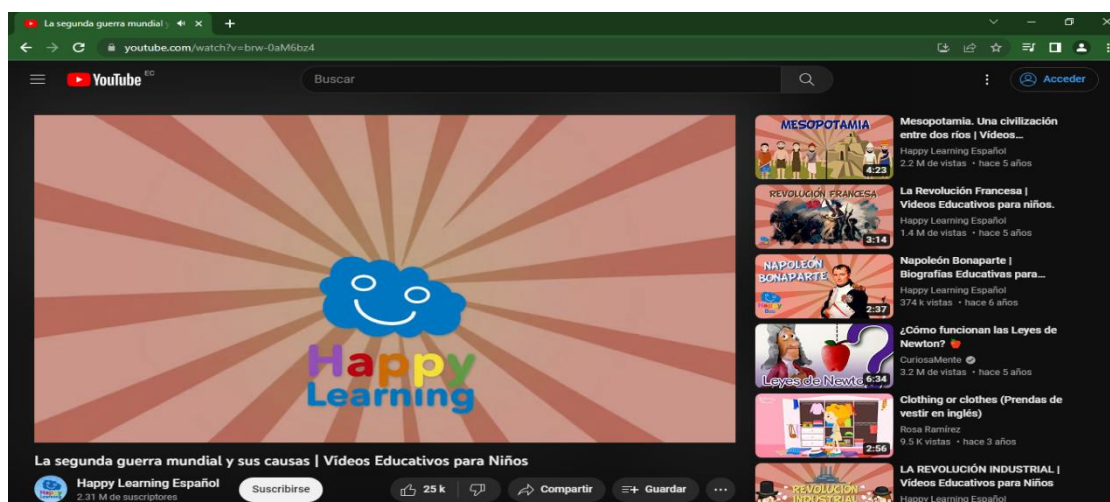 La segunda guerra mundial y
youtube.com/watch?v=brw-0aM6bz4
YouTube EC
Buscar
Acceder
Happy
Learning
La segunda guerra mundial y sus causas | Vídeos Educativos para Niños
Happy Learning Español
2.31 M de suscriptores
Suscribirse
25 k
Compartir
Guardar
MESOPOTAMIA
4:23
Mesopotamia. Una civilización
entre dos ríos | Vídeos...
Happy Learning Español
2.2 M de vistas • hace 5 años
REVOLUCIÓN FRANCESA
3:14
La Revolución Francesa |
Videos Educativos para niños.
Happy Learning Español
1.4 M de vistas • hace 5 años
NAPOLEÓN
BONAPARTE
2:37
Napoleón Bonaparte |
Biografías Educativas para...
Happy Learning Español
374 k vistas • hace 6 años
Leyes de Newto
6:34
¿Cómo funcionan las Leyes de
Newton?
CuriosaMente
3.2 M de vistas • hace 5 años
2:56
Clothing or clothes (Prendas de
vestir en inglés)
Rosa Ramírez
9.5 K vistas • hace 3 años
REVOLUCIÓN
INDUSTRIAL
LA REVOLUCIÓN INDUSTRIAL |
Vídeos Educativos para Niños
Happy Learning Español